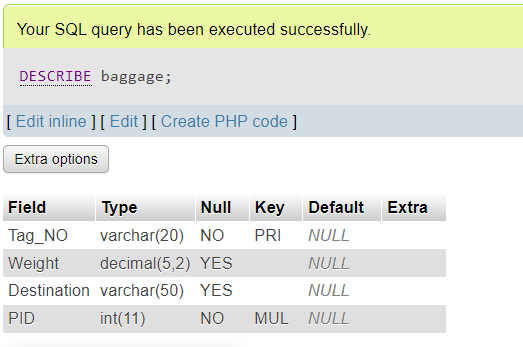 Your SQL query has been executed successfully.
DESCRIBE baggage;
[ Edit inline ] [ Edit ] [ Create PHP code ]
Extra options
Field Type Null Key Default Extra
Tag_NO varchar(20) NO PRI NULL
Weight decimal(5,2) YES NULL
Destination varchar(50) YES NULL
PID int(11) NO MUL NULL